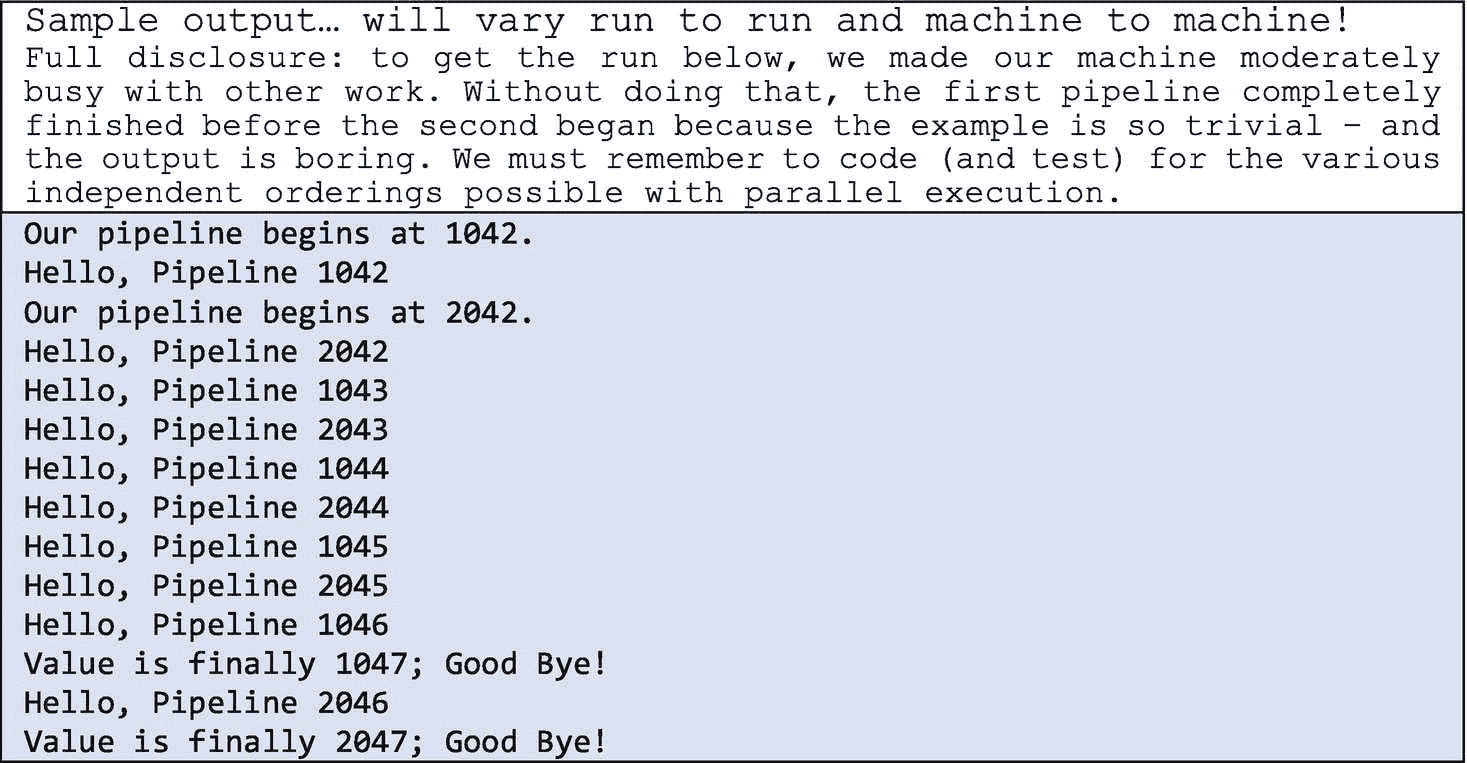 Sample output… will vary run to run and machine to machine!
Full disclosure: to get the run below, we made our machine moderately
busy with other work. Without doing that, the first pipeline completely
finished before the second began because the example is so trivial – and
the output is boring. We must remember to code (and test) for the various
independent orderings possible with parallel execution.
Our pipeline begins at 1042.
Hello, Pipeline 1042
Our pipeline begins at 2042.
Hello, Pipeline 2042
Hello, Pipeline 1043
Hello, Pipeline 2043
Hello, Pipeline 1044
Hello, Pipeline 2044
Hello, Pipeline 1045
Hello, Pipeline 2045
Hello, Pipeline 1046
Value is finally 1047; Good Bye!
Hello, Pipeline 2046
Value is finally 2047; Good Bye!